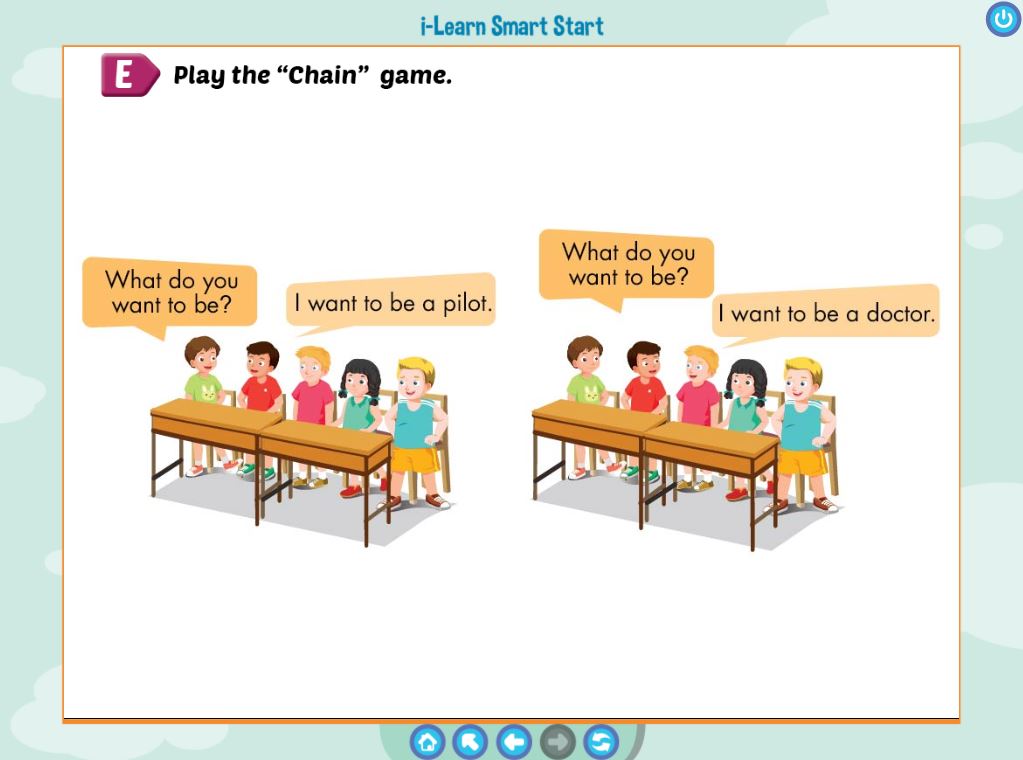 i-Learn Smart Start
E Play the “Chain” game.
What do you
want to be?
I want to be a pilot.
What do you
want to be?
I want to be a doctor.